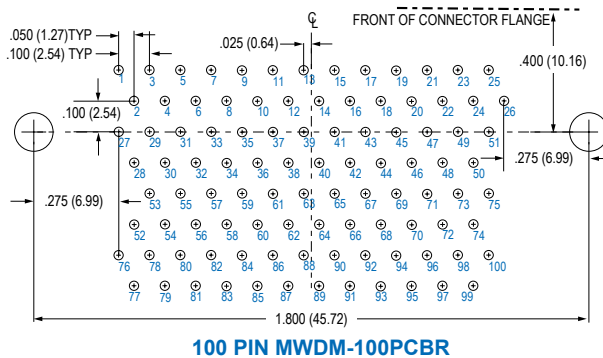 .050 (1.27)TYP
.100 (2.54) TYP
.025 (0.64)
℄
FRONT OF CONNECTOR FLANGE
.400 (10.16)
1 3 5 7 9 11 13 15 17 19 21 23 25
.100 (2.54)
2 4 6 8 10 12 14 16 18 20 22 24 26
27 29 31 33 35 37 39 41 43 45 47 49 51
28 30 32 34 36 38 40 42 44 46 48 50
.275 (6.99)
.275 (6.99)
53 55 57 59 61 63 65 67 69 71 73 75
52 54 56 58 60 62 64 66 68 70 72 74
76 78 80 82 84 86 88 90 92 94 96 98 100
77 79 81 83 85 87 89 91 93 95 97 99
1.800 (45.72)
100 PIN MWDM-100PCBR